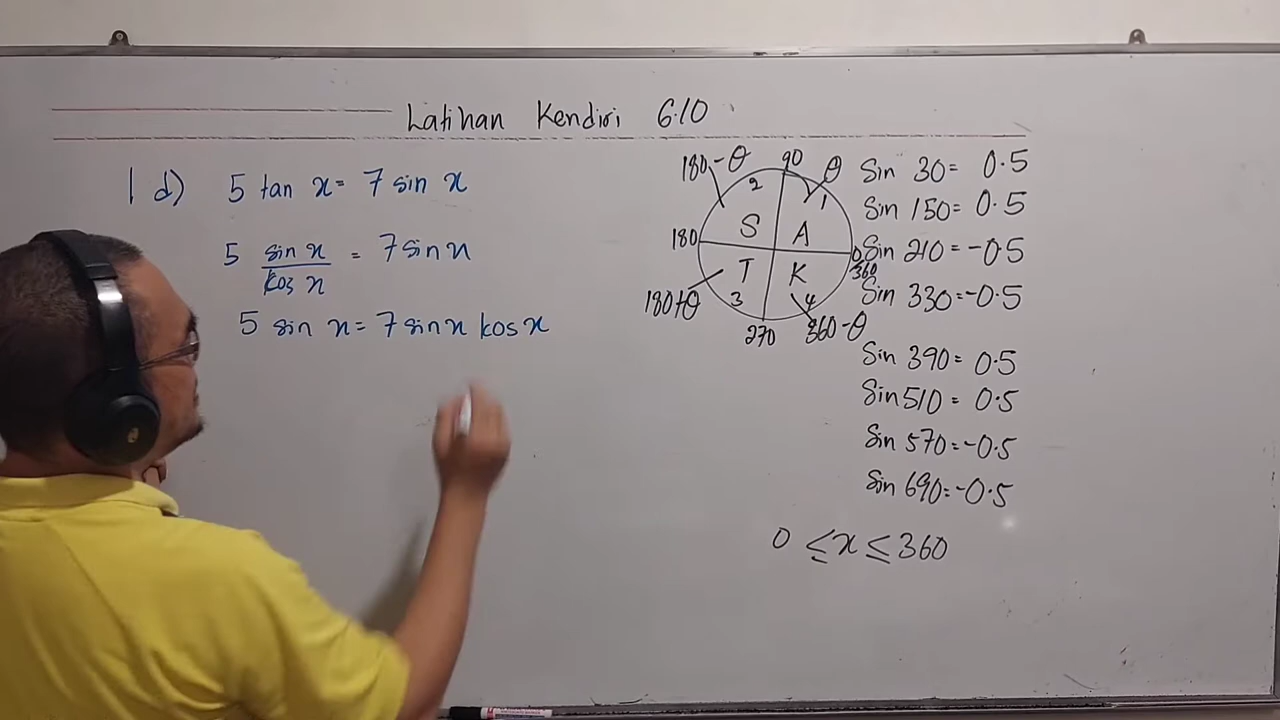 Latihan Kendiri 6.10
1 d) 5 tan x = 7 sin x
5 sin x / kos x = 7 sin x
5 sin x = 7 sin x kos x
180-θ 90 θ
2 1
S A
180 0 360
T K
3 4
180+θ 270 360-θ
Sin 30 = 0.5
Sin 150 = 0.5
Sin 210 = -0.5
Sin 330 = -0.5
Sin 390 = 0.5
Sin 510 = 0.5
Sin 570 = -0.5
Sin 690 = -0.5
0 ≤ x ≤ 360